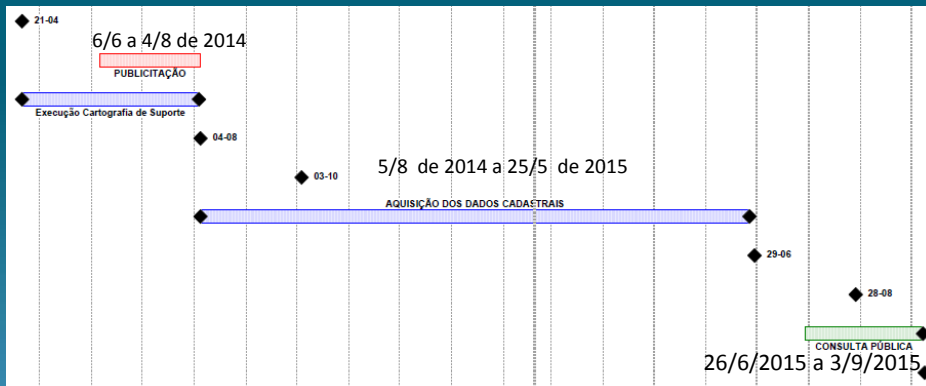 21-04
6/6 a 4/8 de 2014
PUBLICITAÇÃO
Execução Cartografia de Suporte
04-08
5/8 de 2014 a 25/5 de 2015
03-10
AQUISIÇÃO DOS DADOS CADASTRAIS
29-06
28-08
CONSULTA PÚBLICA
26/6/2015 a 3/9/2015